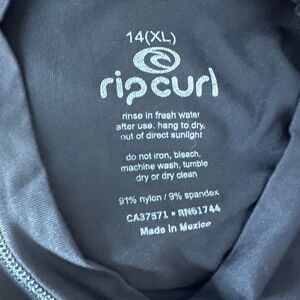 14(XL)
ripcurl
rinse in fresh water
after use, hang to dry,
out of direct sunlight
do not iron, bleach,
machine wash, tumble
dry or dry clean
91% nylon / 9% spandex
CA37571 • RN61744
Made in Mexico